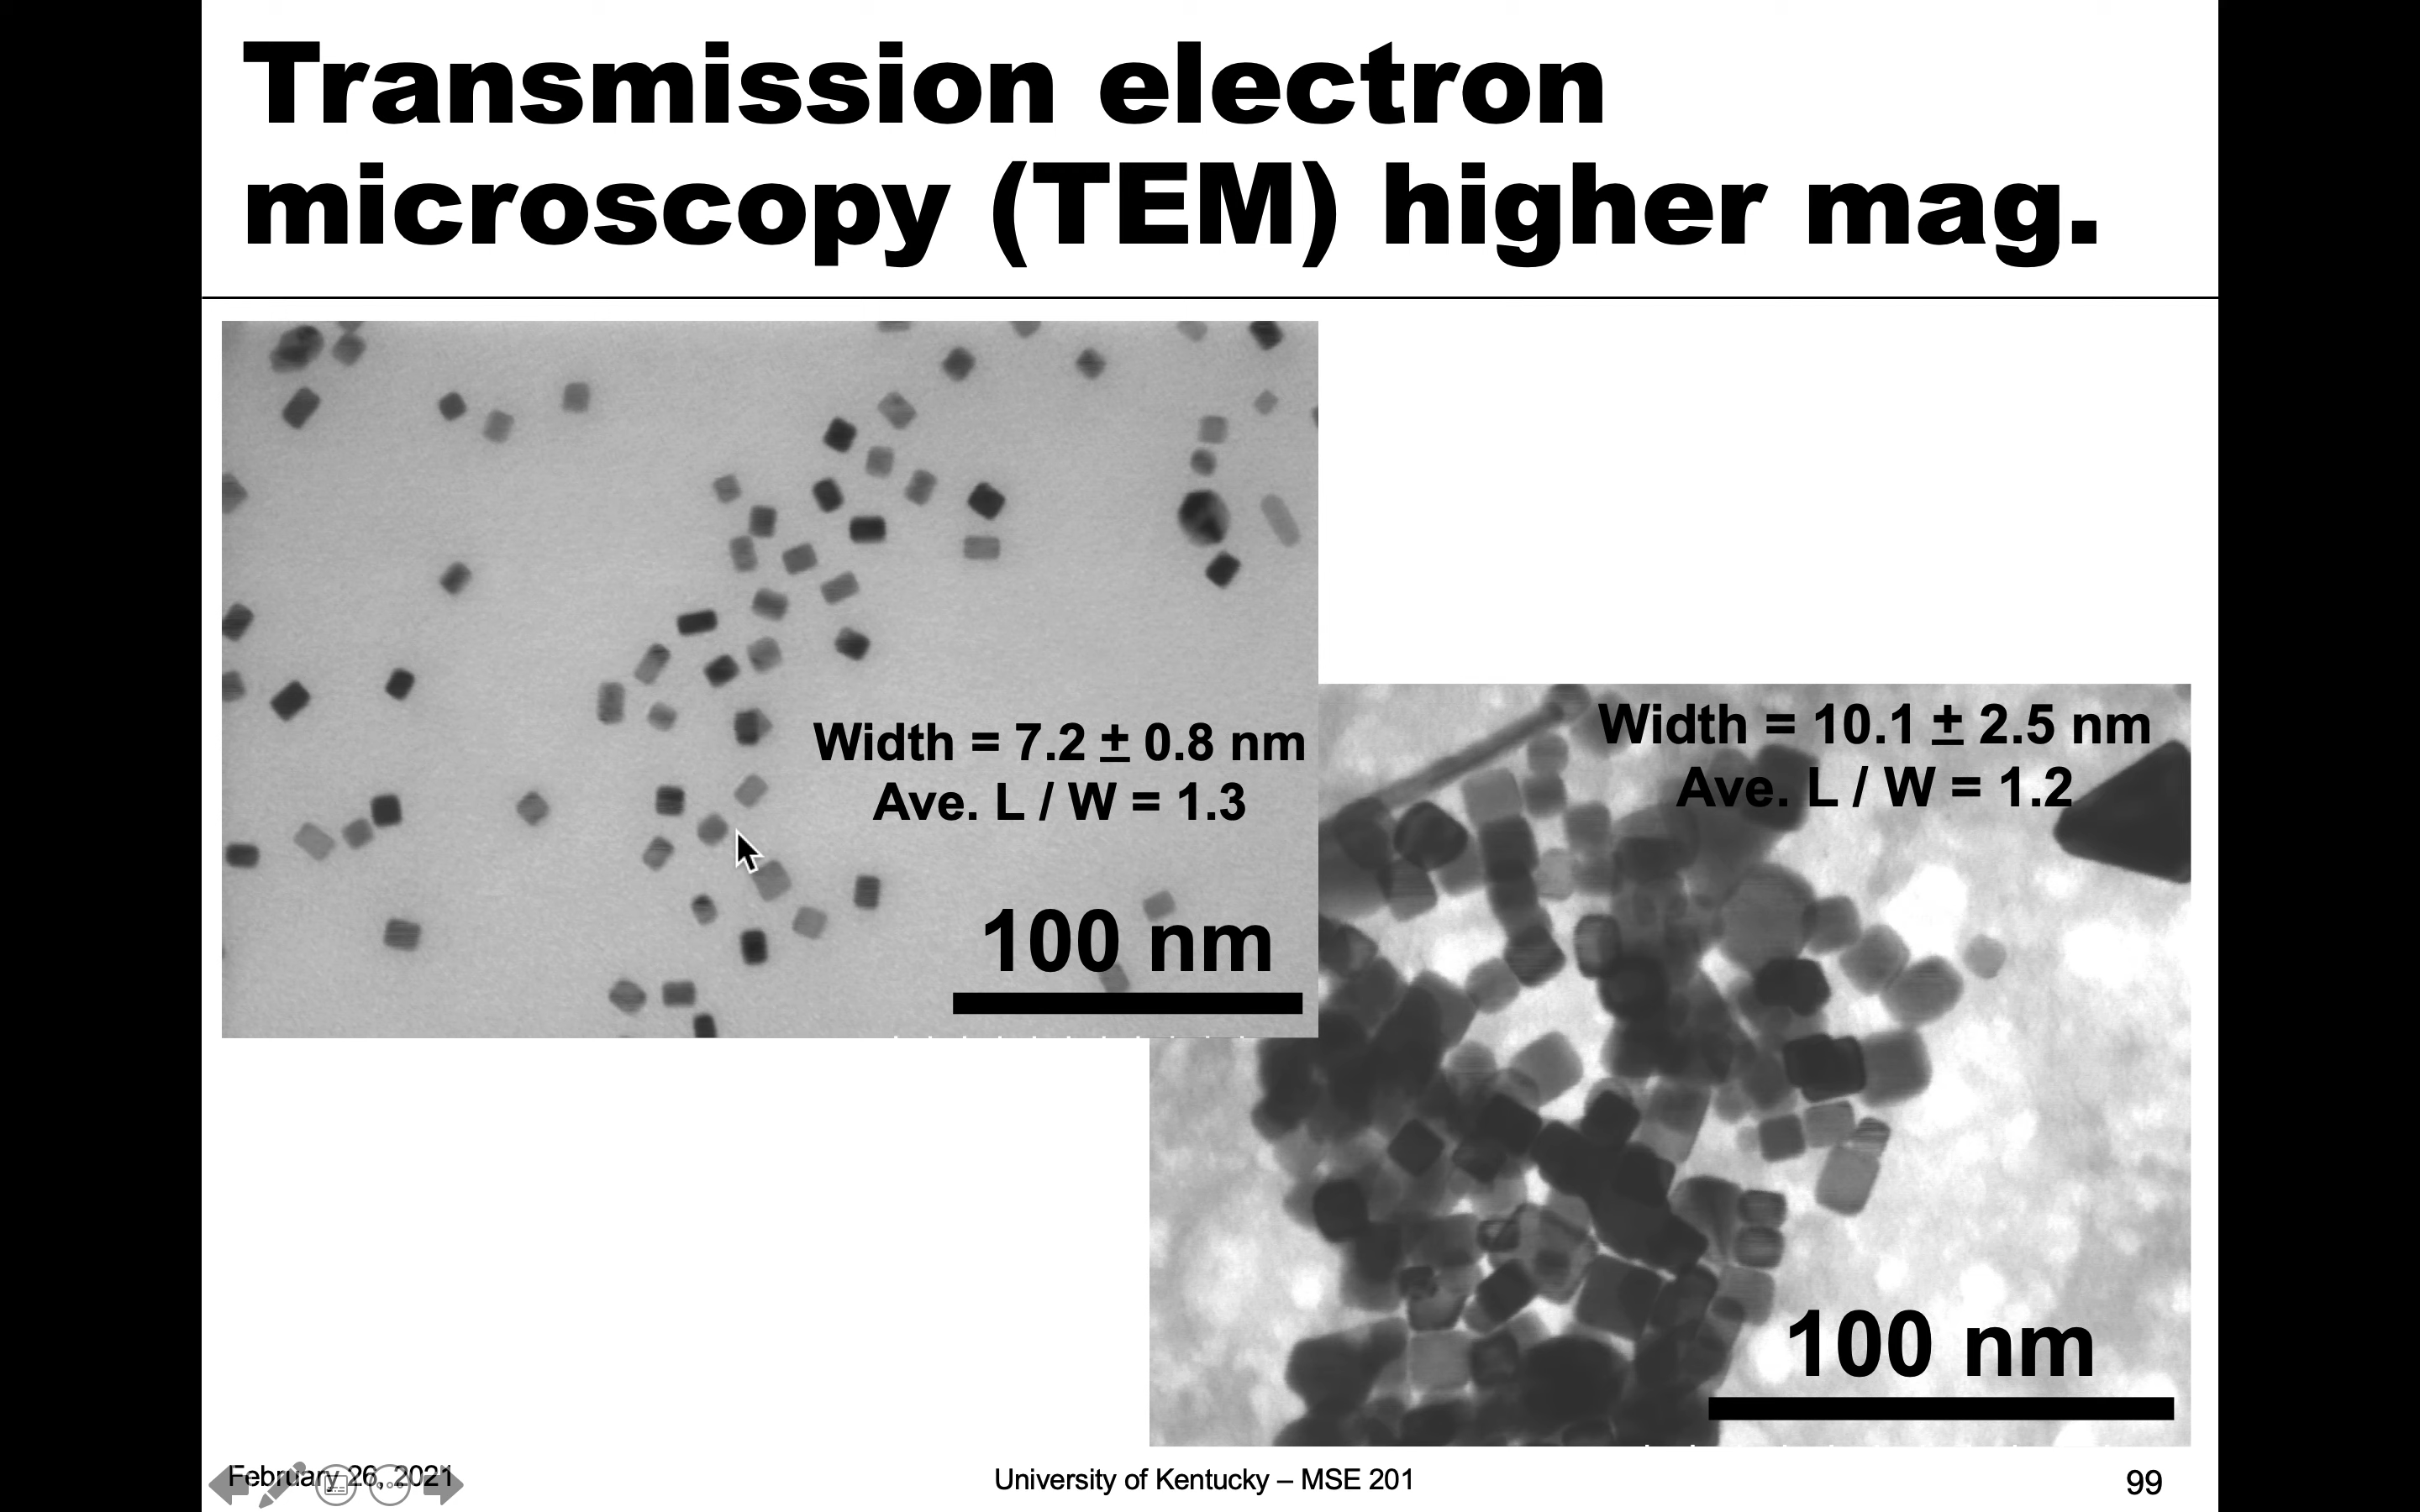 Transmission electron
microscopy (TEM) higher mag.
Width = 7.2 ± 0.8 nm
Ave. L / W = 1.3
100 nm
Width = 10.1 ± 2.5 nm
Ave. L / W = 1.2
100 nm
February 26, 2021
University of Kentucky – MSE 201
99